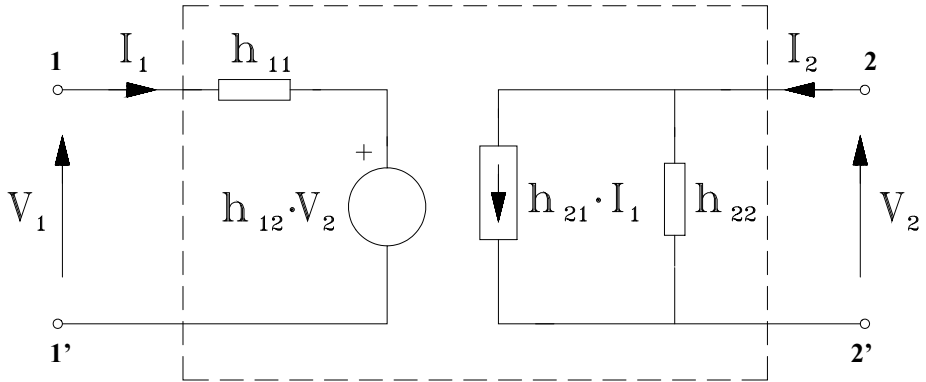 1 I₁ h₁₁ I₂ 2
+
V₁ h₁₂·V₂ h₂₁·I₁ h₂₂ V₂
1’ 2’